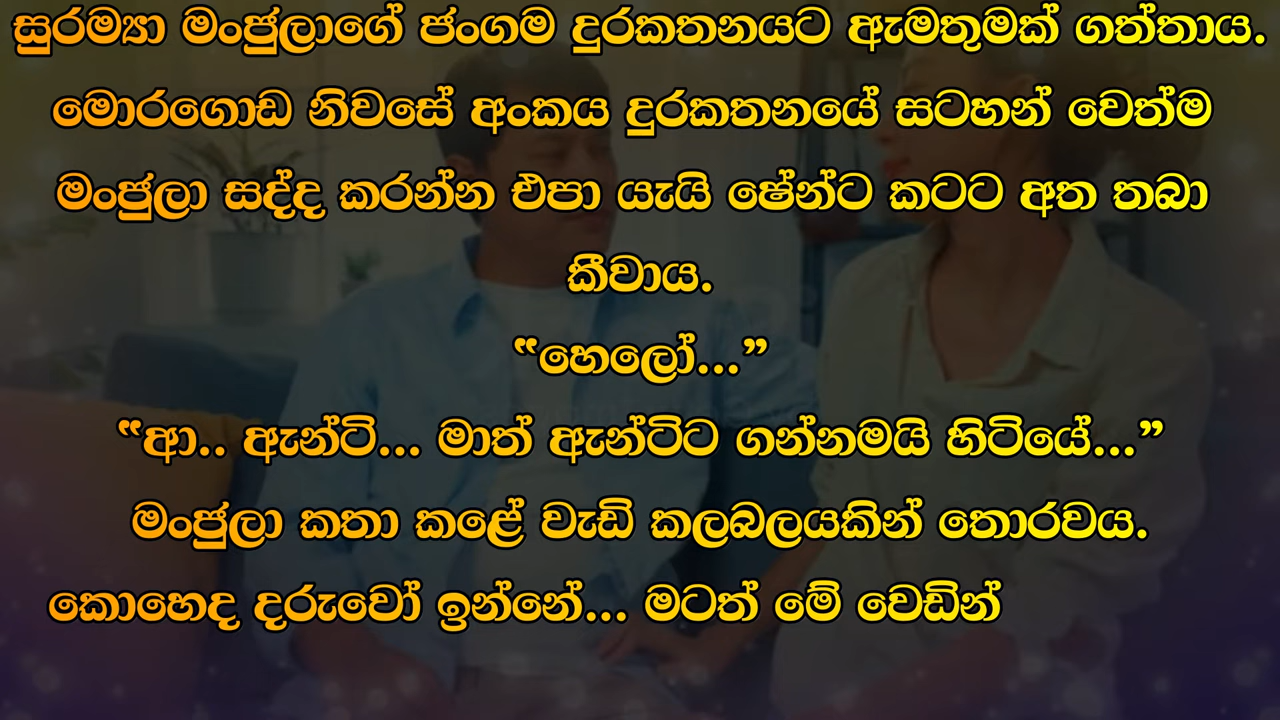 සුරම්‍යා මංජුලාගේ ජංගම දුරකතනයට ඇමතුමක් ගත්තාය.
මොරගොඩ නිවසේ අංකය දුරකතනයේ සටහන් වෙත්ම
මංජුලා සද්ද කරන්න එපා යැයි ෂේන්ට කටට අත තබා
කීවාය.
“හෙලෝ...”
“ආ.. ඇන්ටි... මාත් ඇන්ටිට ගන්නමයි හිටියේ...”
මංජුලා කතා කළේ වැඩි කලබලයකින් තොරවය.
කොහෙද දරුවෝ ඉන්නේ... මටත් මේ වෙඩින්